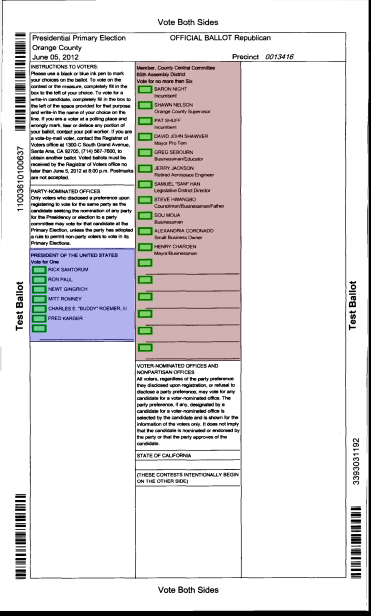 Vote Both Sides
Presidential Primary Election
OFFICIAL BALLOT Republican
Orange County
June 05, 2012
Precinct 0013416
INSTRUCTIONS TO VOTERS:
Please use a black or blue ink pen to mark
your choices on the ballot. To vote on the
contest or the measure, completely fill in the
box to the left of your choice. To vote for a
write-in candidate, completely fill in the box to
the left of the space provided for that purpose
and write-in the name of your choice on the
line. If you are a voter at a polling place and
wrongly mark, tear or deface any portion of
your ballot, contact your poll worker. If you are
a vote-by-mail voter, contact the Registrar of
Voters office at 1300-C South Grand Avenue,
Santa Ana, CA 92705, (714) 567-7600, to
obtain another ballot. Voted ballots must be
received by the Registrar of Voters office no
later than June 5, 2012 at 8:00 p.m. Postmarks
are not accepted.
PARTY-NOMINATED OFFICES
Only voters who disclosed a preference upon
registering to vote for the same party as the
candidate seeking the nomination of any party
for the Presidency or election to a party
committee may vote for that candidate at the
Primary Election, unless the party has adopted
a rule to permit non-party voters to vote in its
Primary Elections.
PRESIDENT OF THE UNITED STATES
Vote for One
RICK SANTORUM
RON PAUL
NEWT GINGRICH
MITT ROMNEY
CHARLES E. "BUDDY" ROEMER, III
FRED KARGER
Member, County Central Committee
65th Assembly District
Vote for no more than Six
BARON NIGHT
Incumbent
SHAWN NELSON
Orange County Supervisor
PAT SHUFF
Incumbent
DAVID JOHN SHAWVER
Mayor Pro Tem
GREG SEBOURN
Businessman/Educator
JERRY JACKSON
Retired Aerospace Engineer
SAMUEL "SAM" HAN
Legislative District Director
STEVE HWANGBO
Councilmen/Businessman/Father
SOU MOUA
Businessman
ALEXANDRIA CORONADO
Small Business Owner
HENRY CHARDEN
Mayor/Businessman
VOTER-NOMINATED OFFICES AND
NONPARTISAN OFFICES
All voters, regardless of the party preference
they disclosed upon registration, or refusal to
disclose a party preference, may vote for any
candidate for a voter-nominated office. The
party preference, if any, designated by a
candidate for a voter-nominated office is
selected by the candidate and is shown for the
information of the voters only. It does not imply
that the candidate is nominated or endorsed by
the party or that the party approves of the
candidate.
STATE OF CALIFORNIA
(THESE CONTESTS INTENTIONALLY BEGIN
ON THE OTHER SIDE)
11003610100637
Test Ballot
Test Ballot
3393031192
Vote Both Sides